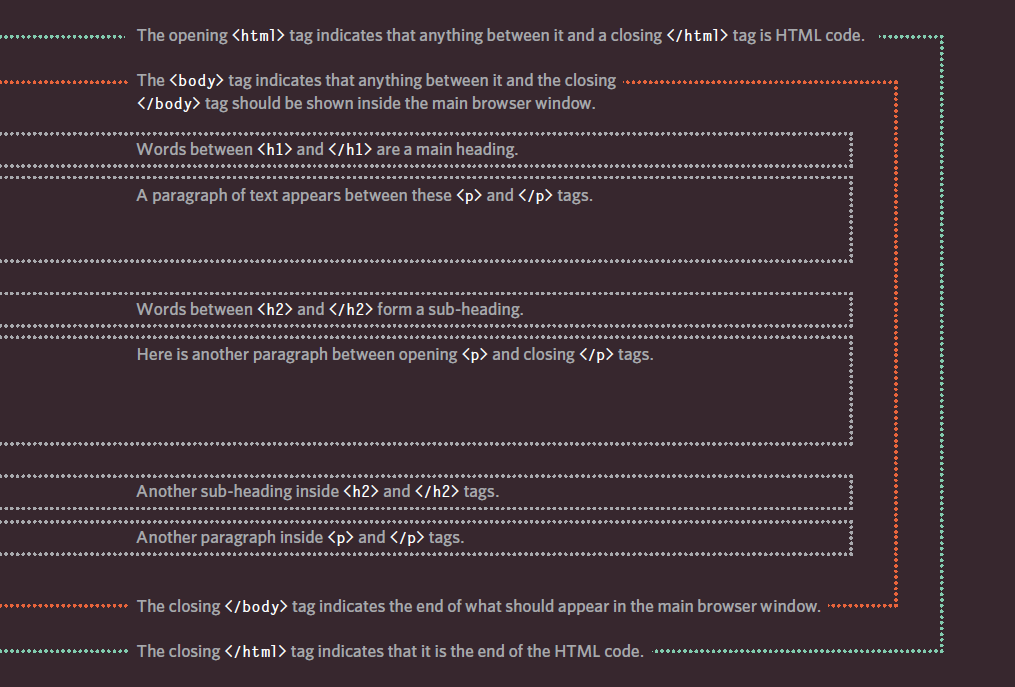 The opening <html> tag indicates that anything between it and a closing </html> tag is HTML code.
The <body> tag indicates that anything between it and the closing
</body> tag should be shown inside the main browser window.
Words between <h1> and </h1> are a main heading.
A paragraph of text appears between these <p> and </p> tags.
Words between <h2> and </h2> form a sub-heading.
Here is another paragraph between opening <p> and closing </p> tags.
Another sub-heading inside <h2> and </h2> tags.
Another paragraph inside <p> and </p> tags.
The closing </body> tag indicates the end of what should appear in the main browser window.
The closing </html> tag indicates that it is the end of the HTML code.